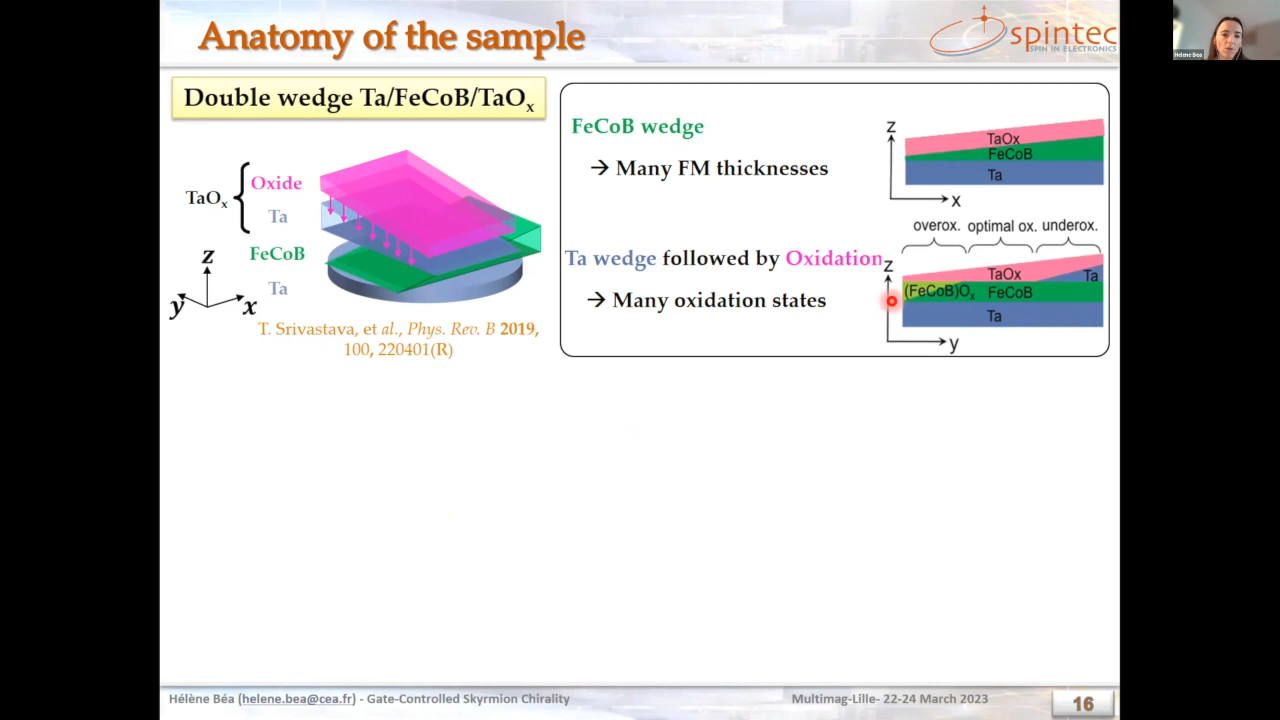 Anatomy of the sample
spintec
SPIN IN ELECTRONICS
Hélène Béa
Double wedge Ta/FeCoB/TaOx
TaOx
Oxide
Ta
FeCoB
Ta
z
y
x
T. Srivastava, et al., Phys. Rev. B 2019,
100, 220401(R)
FeCoB wedge
→ Many FM thicknesses
z
TaOx
FeCoB
Ta
x
Ta wedge followed by Oxidation
→ Many oxidation states
overox. optimal ox. underox.
z
TaOx
Ta
(FeCoB)Ox FeCoB
Ta
y
Hélène Béa (helene.bea@cea.fr) - Gate-Controlled Skyrmion Chirality
Multimag-Lille- 22-24 March 2023
16